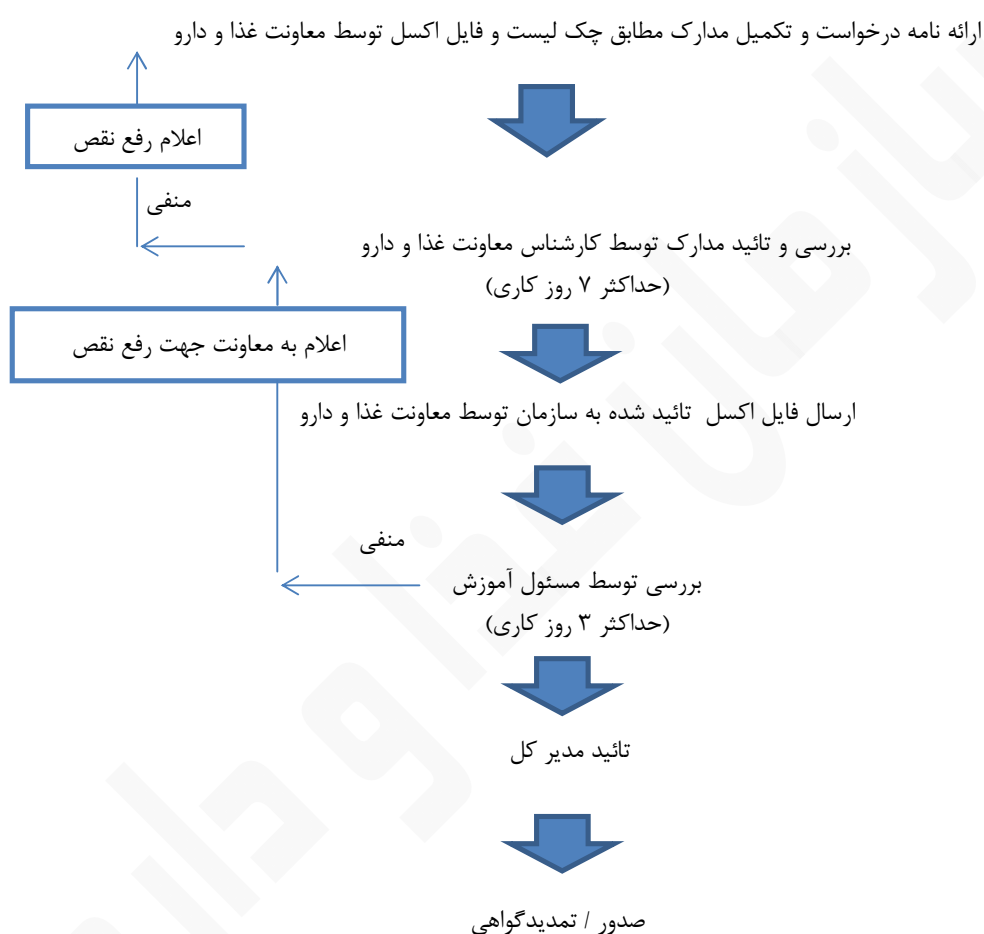 ارائه نامه درخواست و تکمیل مدارک مطابق چک لیست و فایل اکسل توسط معاونت غذا و دارو
اعلام رفع نقص
منفی
بررسی و تائید مدارک توسط کارشناس معاونت غذا و دارو
(حداکثر ۷ روز کاری)
اعلام به معاونت جهت رفع نقص
ارسال فایل اکسل تائید شده به سازمان توسط معاونت غذا و دارو
منفی
بررسی توسط مسئول آموزش
(حداکثر ۳ روز کاری)
تائید مدیر کل
صدور / تمدیدگواهی
سازمان غذا و دارو